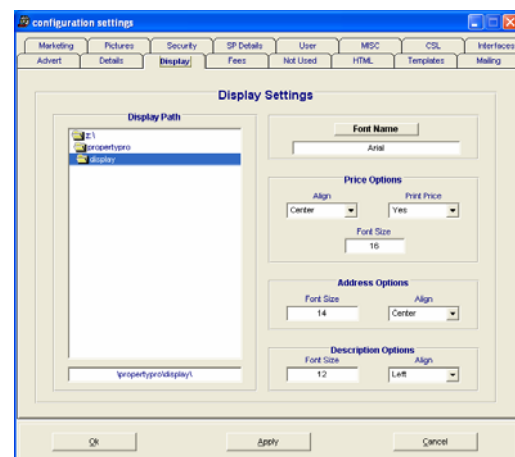 configuration settings
Marketing Pictures Security SP Details User MISC CSL Interfaces
Advert Details Display Fees Not Used HTML Templates Mailing
Display Settings
Display Path
z:\
propertypro
display
\propertypro\display\
Font Name
Arial
Price Options
Align Print Price
Center Yes
Font Size
16
Address Options
Font Size Align
14 Center
Description Options
Font Size Align
12 Left
Ok Apply Cancel